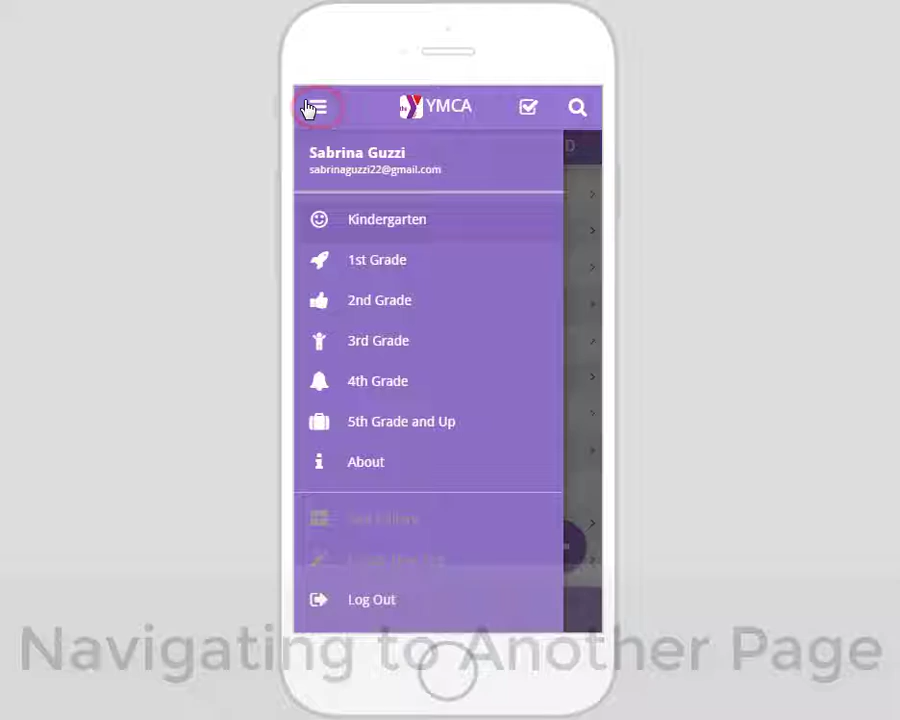 YMCA
D
Sabrina Guzzi
sabrinaguzzi22@gmail.com
Kindergarten
1st Grade
2nd Grade
3rd Grade
4th Grade
5th Grade and Up
About
Log Out
Navigating to Another Page